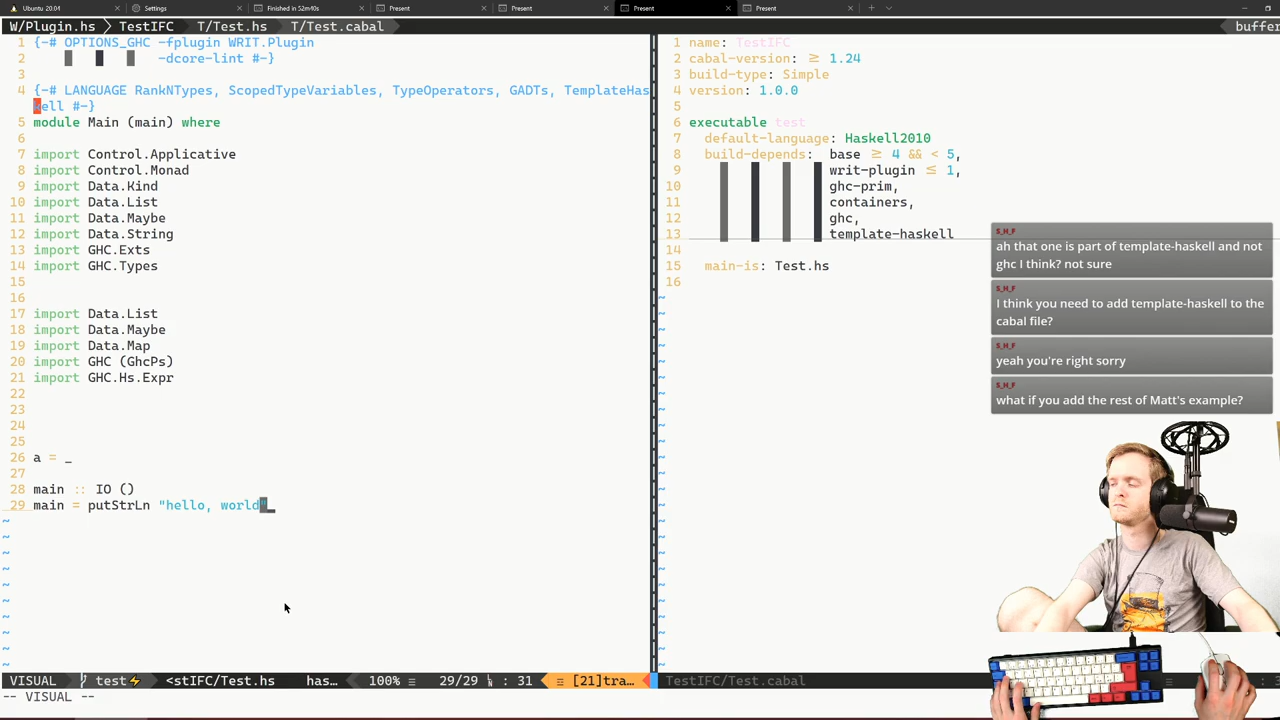 Ubuntu 20.04
Settings
Finished in 52m40s
Present
Present
Present
Present
W/Plugin.hs
TestIFC
T/Test.hs
T/Test.cabal
buffer
1 {-# OPTIONS_GHC -fplugin WRIT.Plugin
2 -dcore-lint #-}
3
4 {-# LANGUAGE RankNTypes, ScopedTypeVariables, TypeOperators, GADTs, TemplateHas
kell #-}
5 module Main (main) where
6
7 import Control.Applicative
8 import Control.Monad
9 import Data.Kind
10 import Data.List
11 import Data.Maybe
12 import Data.String
13 import GHC.Exts
14 import GHC.Types
15
16
17 import Data.List
18 import Data.Maybe
19 import Data.Map
20 import GHC (GhcPs)
21 import GHC.Hs.Expr
22
23
24
25
26 a = _
27
28 main :: IO ()
29 main = putStrLn "hello, world"
~
~
~
~
~
~
~
~
~
~
VISUAL test⚡ <stIFC/Test.hs has… 100% ≡ 29/29 : 31 ☲ [21]tra…
-- VISUAL --
1 name: TestIFC
2 cabal-version: ≥ 1.24
3 build-type: Simple
4 version: 1.0.0
5
6 executable test
7 default-language: Haskell2010
8 build-depends: base ≥ 4 && < 5,
9 writ-plugin ≤ 1,
10 ghc-prim,
11 containers,
12 ghc,
13 template-haskell
14
15 main-is: Test.hs
16
TestIFC/Test.cabal
S_H_F
ah that one is part of template-haskell and not
ghc I think? not sure
S_H_F
I think you need to add template-haskell to the
cabal file?
S_H_F
yeah you're right sorry
S_H_F
what if you add the rest of Matt's example?